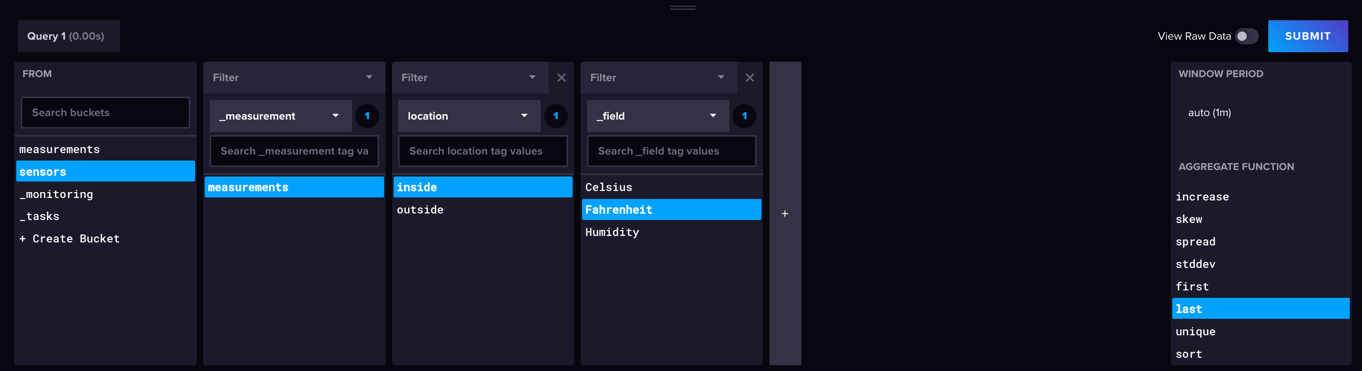 Query 1 (0.00s)
View Raw Data
SUBMIT
FROM
Search buckets
measurements
sensors
_monitoring
_tasks
+ Create Bucket
Filter
_measurement
1
Search _measurement tag va
measurements
Filter
location
1
Search location tag values
inside
outside
Filter
_field
1
Search _field tag values
Celsius
Fahrenheit
Humidity
+
WINDOW PERIOD
auto (1m)
AGGREGATE FUNCTION
increase
skew
spread
stddev
first
last
unique
sort